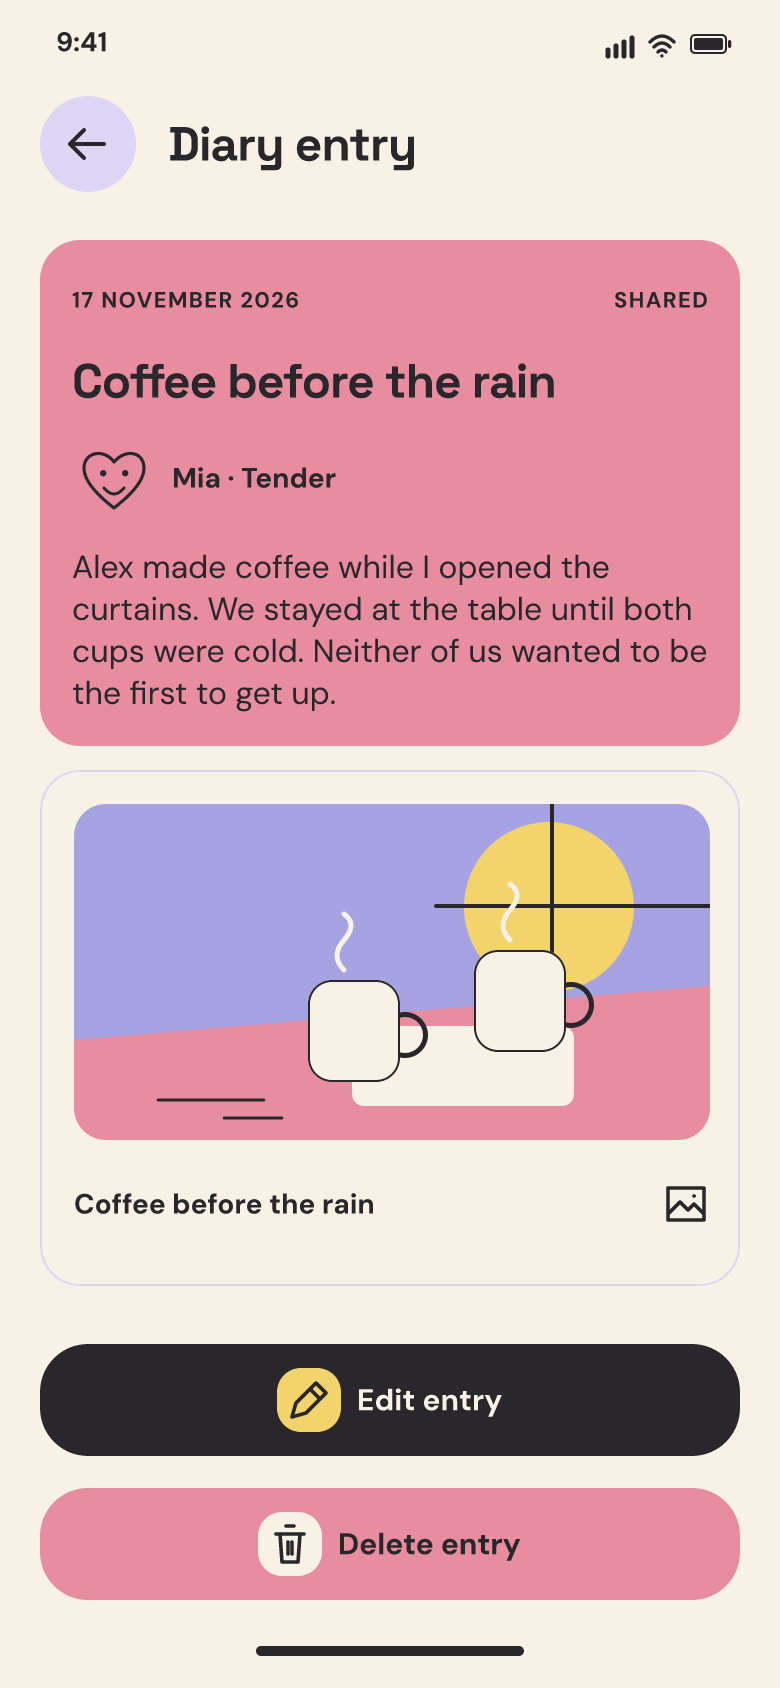 9:41
Diary entry
17 NOVEMBER 2026
SHARED
Coffee before the rain
Mia · Tender
Alex made coffee while I opened the
curtains. We stayed at the table until both
cups were cold. Neither of us wanted to be
the first to get up.
Coffee before the rain
Edit entry
Delete entry